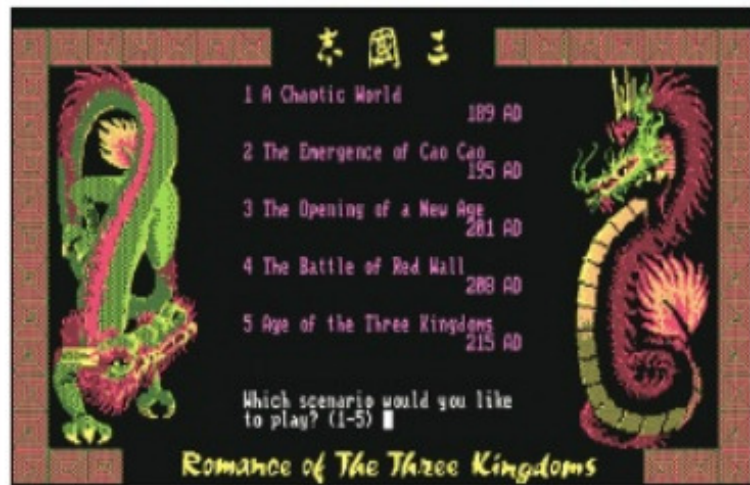 志 國 三
1 A Chaotic World
189 AD
2 The Emergence of Cao Cao
195 AD
3 The Opening of a New Age
201 AD
4 The Battle of Red Wall
208 AD
5 Age of the Three Kingdoms
215 AD
Which scenario would you like
to play? (1-5)
Romance of The Three Kingdoms